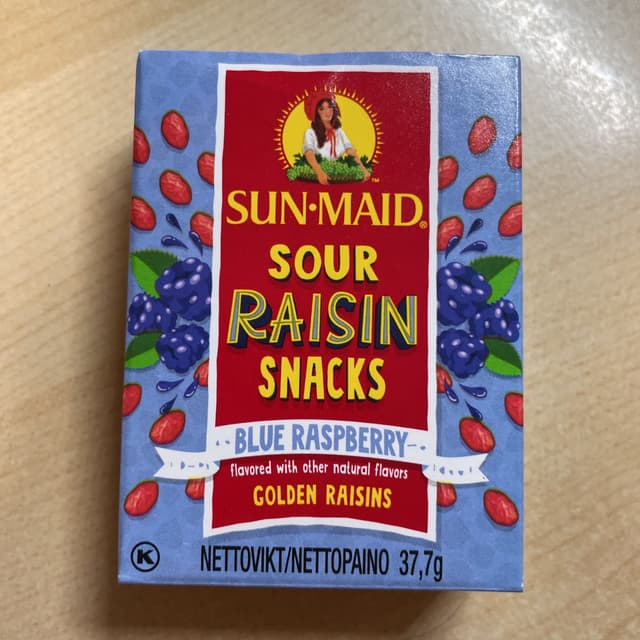 SUN·MAID®
SOUR
RAISIN
SNACKS
BLUE RASPBERRY
flavored with other natural flavors
GOLDEN RAISINS
K
NETTOVIKT/NETTOPAINO 37,7g